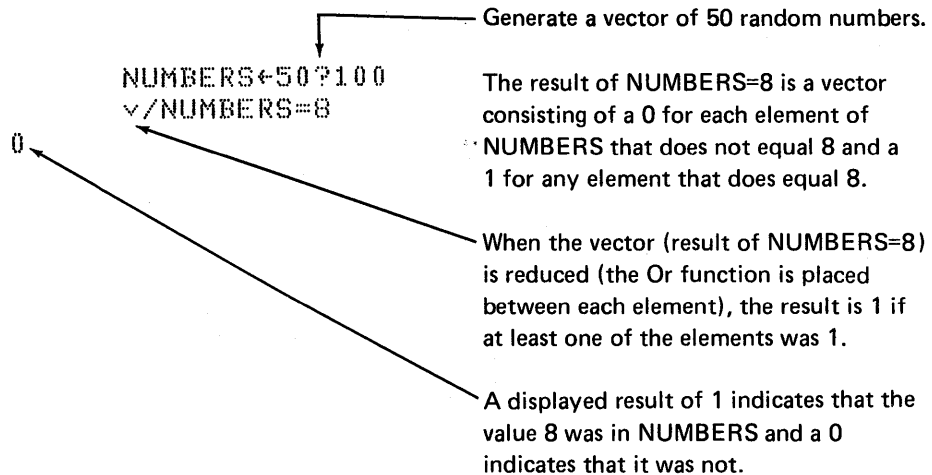 Generate a vector of 50 random numbers.
NUMBERS←50?100
∨/NUMBERS=8
0
The result of NUMBERS=8 is a vector
consisting of a 0 for each element of
NUMBERS that does not equal 8 and a
1 for any element that does equal 8.
When the vector (result of NUMBERS=8)
is reduced (the Or function is placed
between each element), the result is 1 if
at least one of the elements was 1.
A displayed result of 1 indicates that the
value 8 was in NUMBERS and a 0
indicates that it was not.